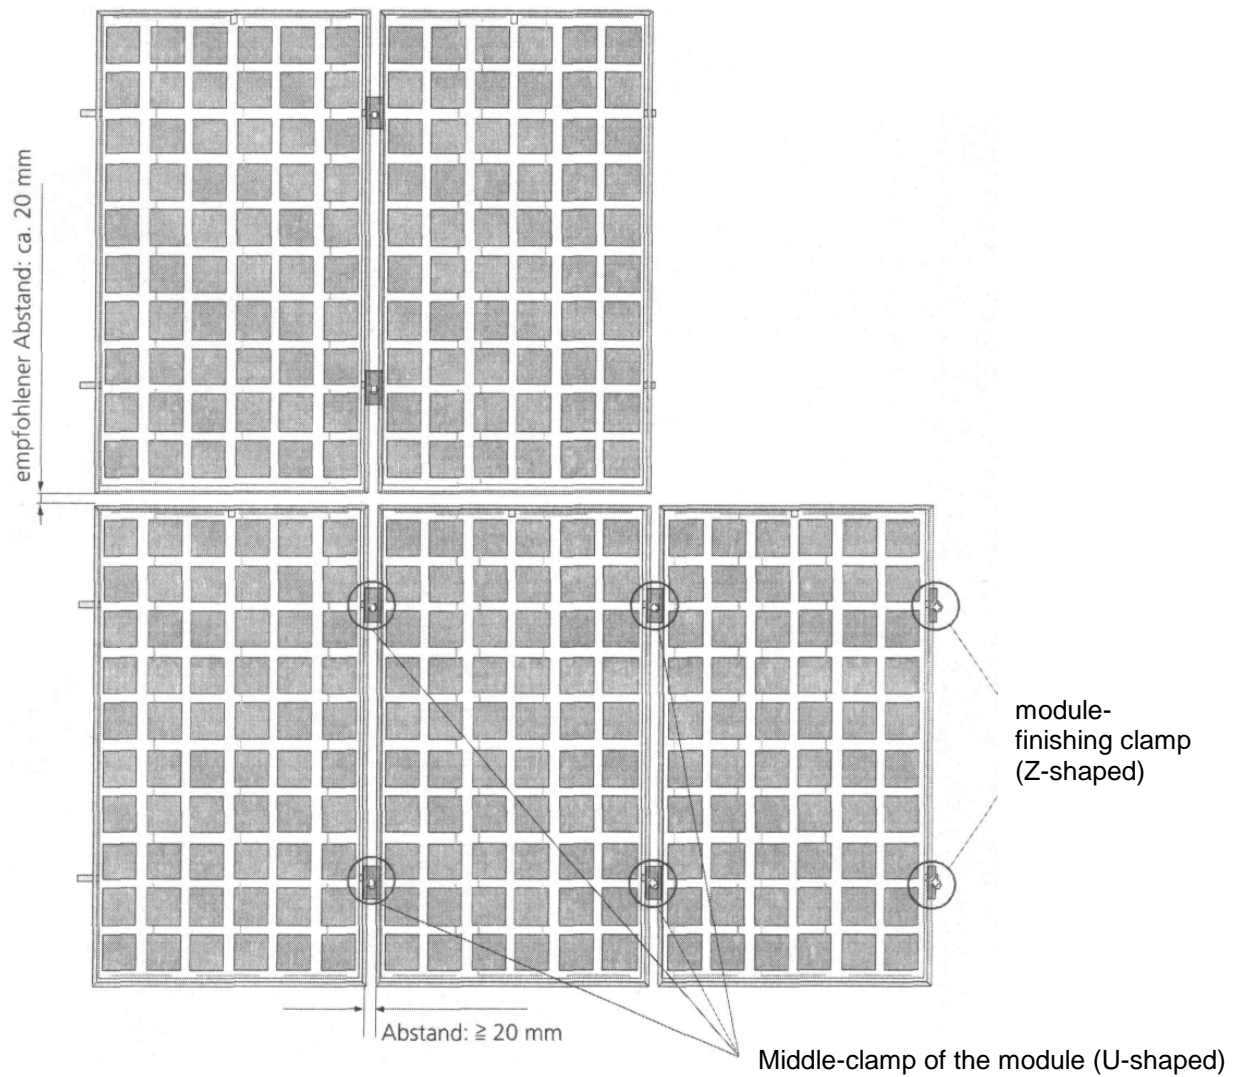 empfohlener Abstand: ca. 20 mm
module-
finishing clamp
(Z-shaped)
Abstand: ≧ 20 mm
Middle-clamp of the module (U-shaped)